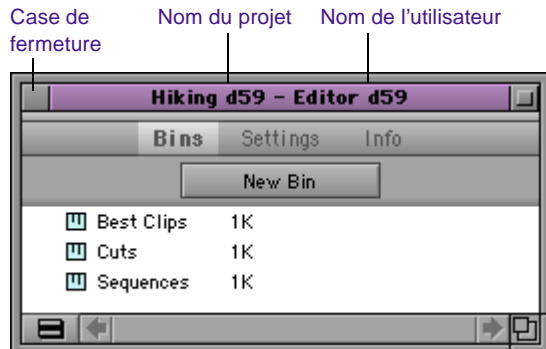 Case de fermeture
Nom du projet
Nom de l’utilisateur
Hiking d59 – Editor d59
Bins Settings Info
New Bin
Best Clips 1K
Cuts 1K
Sequences 1K